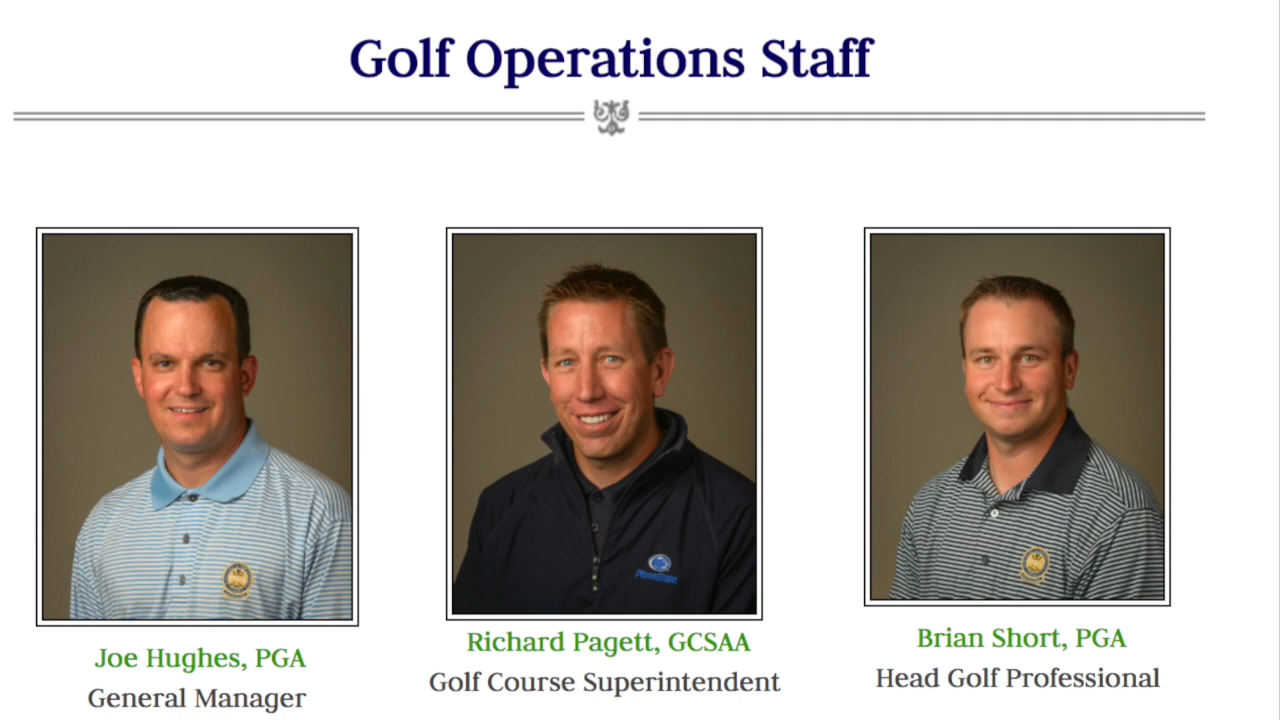 Golf Operations Staff
PennState
Joe Hughes, PGA
General Manager
Richard Pagett, GCSAA
Golf Course Superintendent
Brian Short, PGA
Head Golf Professional